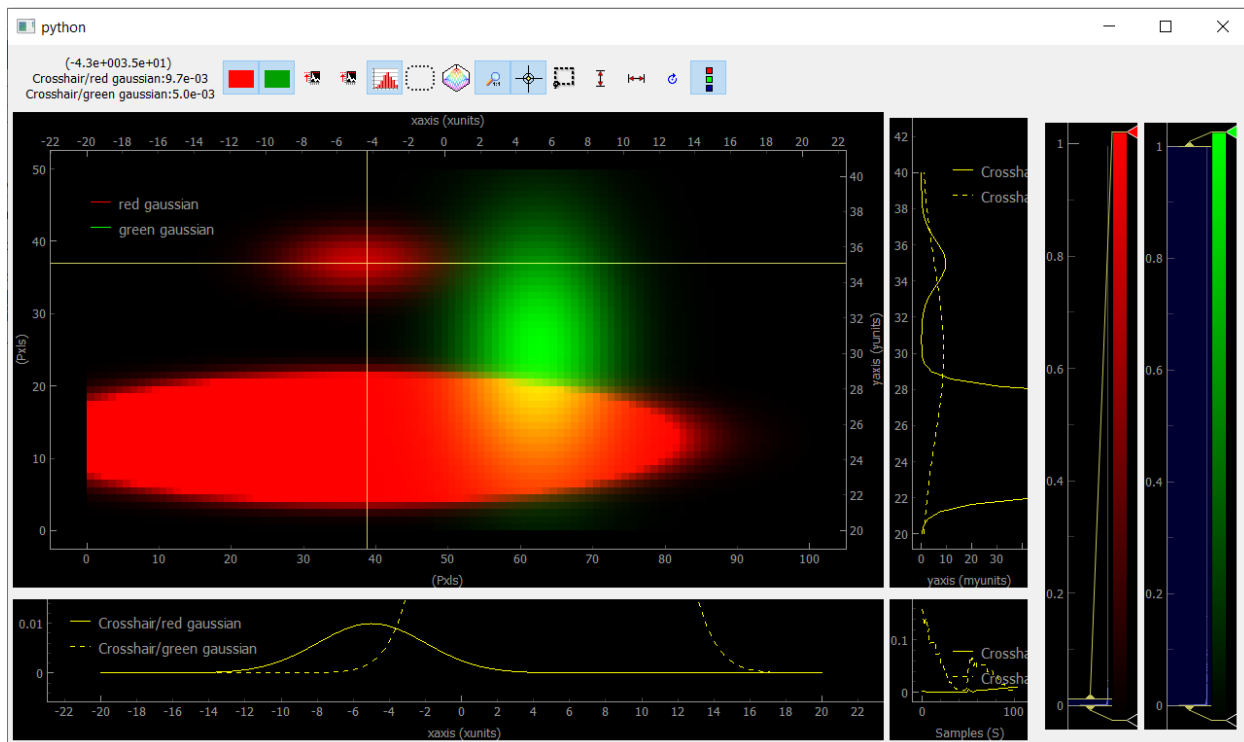 python
(-4.3e+003.5e+01)
Crosshair/red gaussian:9.7e-03
Crosshair/green gaussian:5.0e-03
1:1
xaxis (xunits)
-22 -20 -18 -16 -14 -12 -10 -8 -6 -4 -2 0 2 4 6 8 10 12 14 16 18 20 22
50
40
30
20
10
0
(Pxls)
red gaussian
green gaussian
40
38
36
34
32
30
28
26
24
22
20
yaxis (yunits)
0 10 20 30 40 50 60 70 80 90 100
(Pxls)
42
40
38
36
34
32
30
28
26
24
22
20
Crossha
Crossha
0 10 20 30
yaxis (myunits)
1
0.8
0.6
0.4
0.2
0
1
0.8
0.6
0.4
0.2
0
0.01
0
Crosshair/red gaussian
Crosshair/green gaussian
-22 -20 -18 -16 -14 -12 -10 -8 -6 -4 -2 0 2 4 6 8 10 12 14 16 18 20 22
xaxis (xunits)
0.1
0
Crossha
Crossha
0 100
Samples (S)